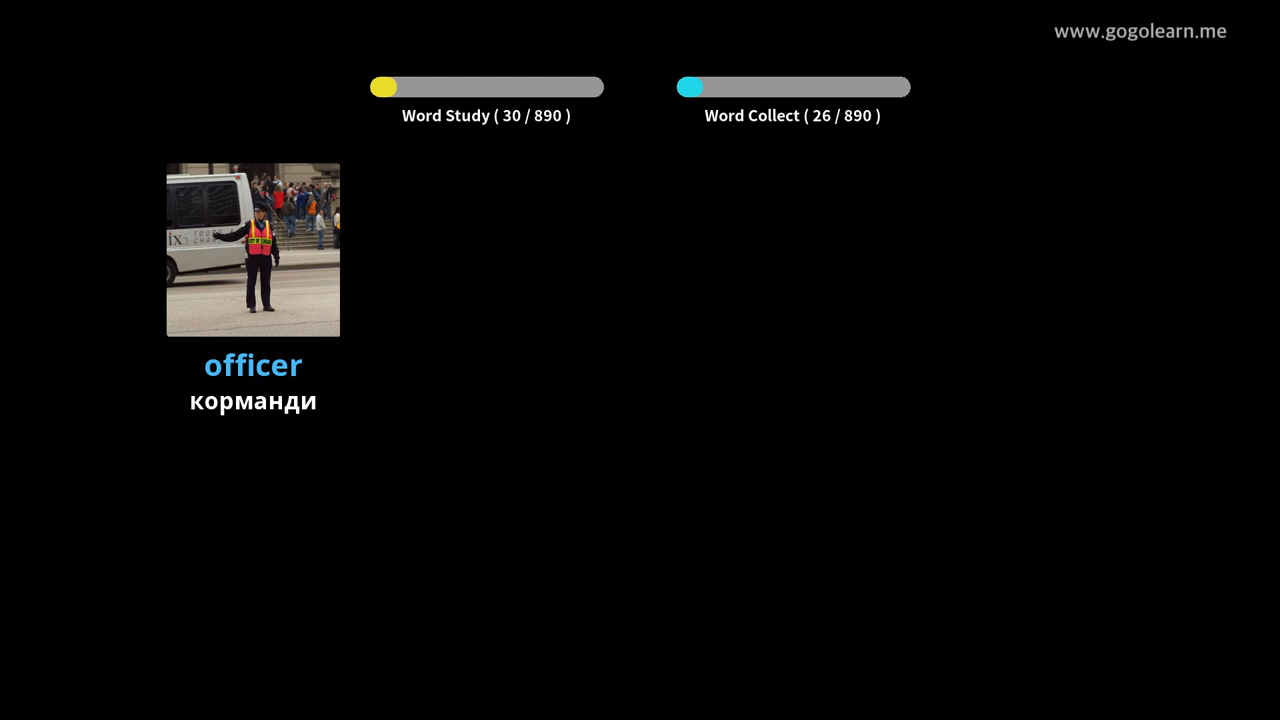 www.gogolearn.me
Word Study ( 30 / 890 )
Word Collect ( 26 / 890 )
officer
корманди